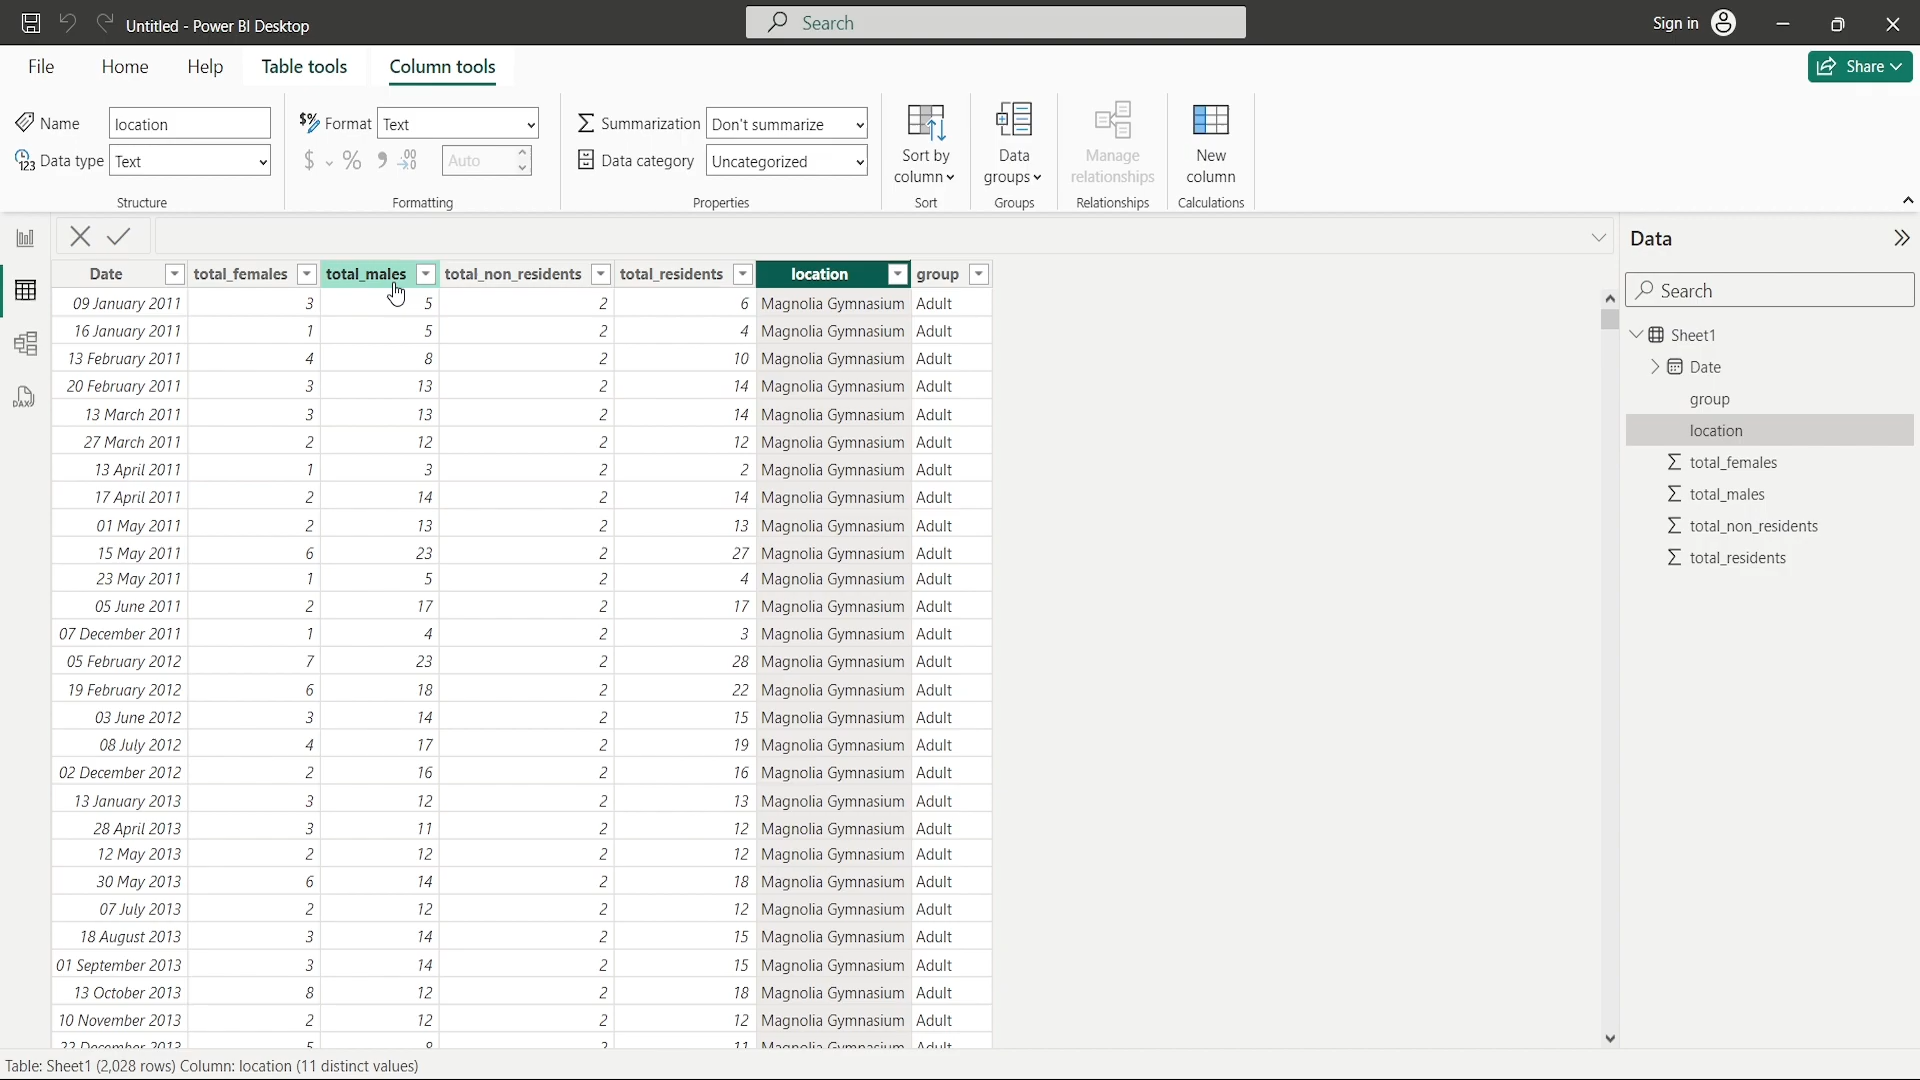 Untitled - Power BI Desktop
Search
Sign in
File Home Help Table tools Column tools
Share
Name location
Data type Text
Structure
Format Text
$ % 9 .00 Auto
Formatting
Summarization Don't summarize
Data category Uncategorized
Properties
Sort by column
Sort
Data groups
Groups
Manage relationships
Relationships
New column
Calculations
Date total_females total_males total_non_residents total_residents location group
09 January 2011 3 5 2 6 Magnolia Gymnasium Adult
16 January 2011 1 5 2 4 Magnolia Gymnasium Adult
13 February 2011 4 8 2 10 Magnolia Gymnasium Adult
20 February 2011 3 13 2 14 Magnolia Gymnasium Adult
13 March 2011 3 13 2 14 Magnolia Gymnasium Adult
27 March 2011 2 12 2 12 Magnolia Gymnasium Adult
13 April 2011 1 3 2 2 Magnolia Gymnasium Adult
17 April 2011 2 14 2 14 Magnolia Gymnasium Adult
01 May 2011 2 13 2 13 Magnolia Gymnasium Adult
15 May 2011 6 23 2 27 Magnolia Gymnasium Adult
23 May 2011 1 5 2 4 Magnolia Gymnasium Adult
05 June 2011 2 17 2 17 Magnolia Gymnasium Adult
07 December 2011 1 4 2 3 Magnolia Gymnasium Adult
05 February 2012 7 23 2 28 Magnolia Gymnasium Adult
19 February 2012 6 18 2 22 Magnolia Gymnasium Adult
03 June 2012 3 14 2 15 Magnolia Gymnasium Adult
08 July 2012 4 17 2 19 Magnolia Gymnasium Adult
02 December 2012 2 16 2 16 Magnolia Gymnasium Adult
13 January 2013 3 12 2 13 Magnolia Gymnasium Adult
28 April 2013 3 11 2 12 Magnolia Gymnasium Adult
12 May 2013 2 12 2 12 Magnolia Gymnasium Adult
30 May 2013 6 14 2 18 Magnolia Gymnasium Adult
07 July 2013 2 12 2 12 Magnolia Gymnasium Adult
18 August 2013 3 14 2 15 Magnolia Gymnasium Adult
01 September 2013 3 14 2 15 Magnolia Gymnasium Adult
13 October 2013 8 12 2 18 Magnolia Gymnasium Adult
10 November 2013 2 12 2 12 Magnolia Gymnasium Adult
Data
Search
Sheet1
Date
group
location
total_females
total_males
total_non_residents
total_residents
DAX
Table: Sheet1 (2,028 rows) Column: location (11 distinct values)